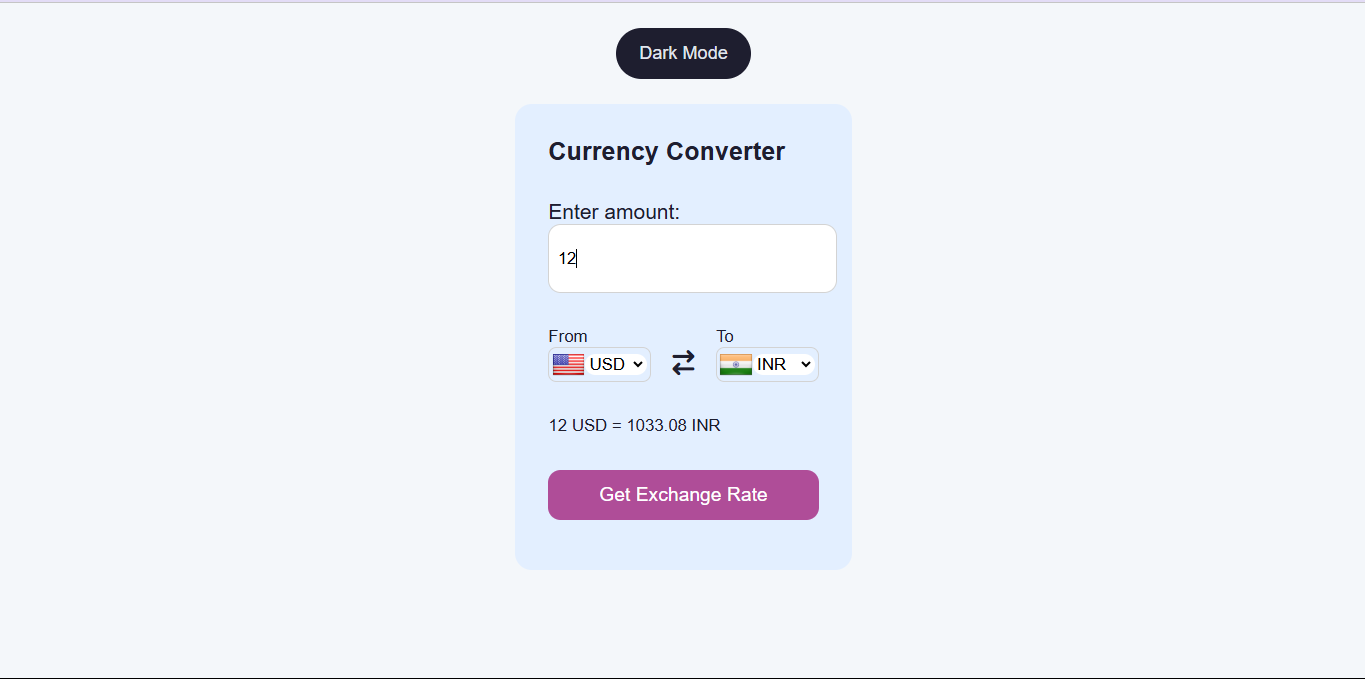 Dark Mode
Currency Converter
Enter amount:
12
From To
USD INR
12 USD = 1033.08 INR
Get Exchange Rate